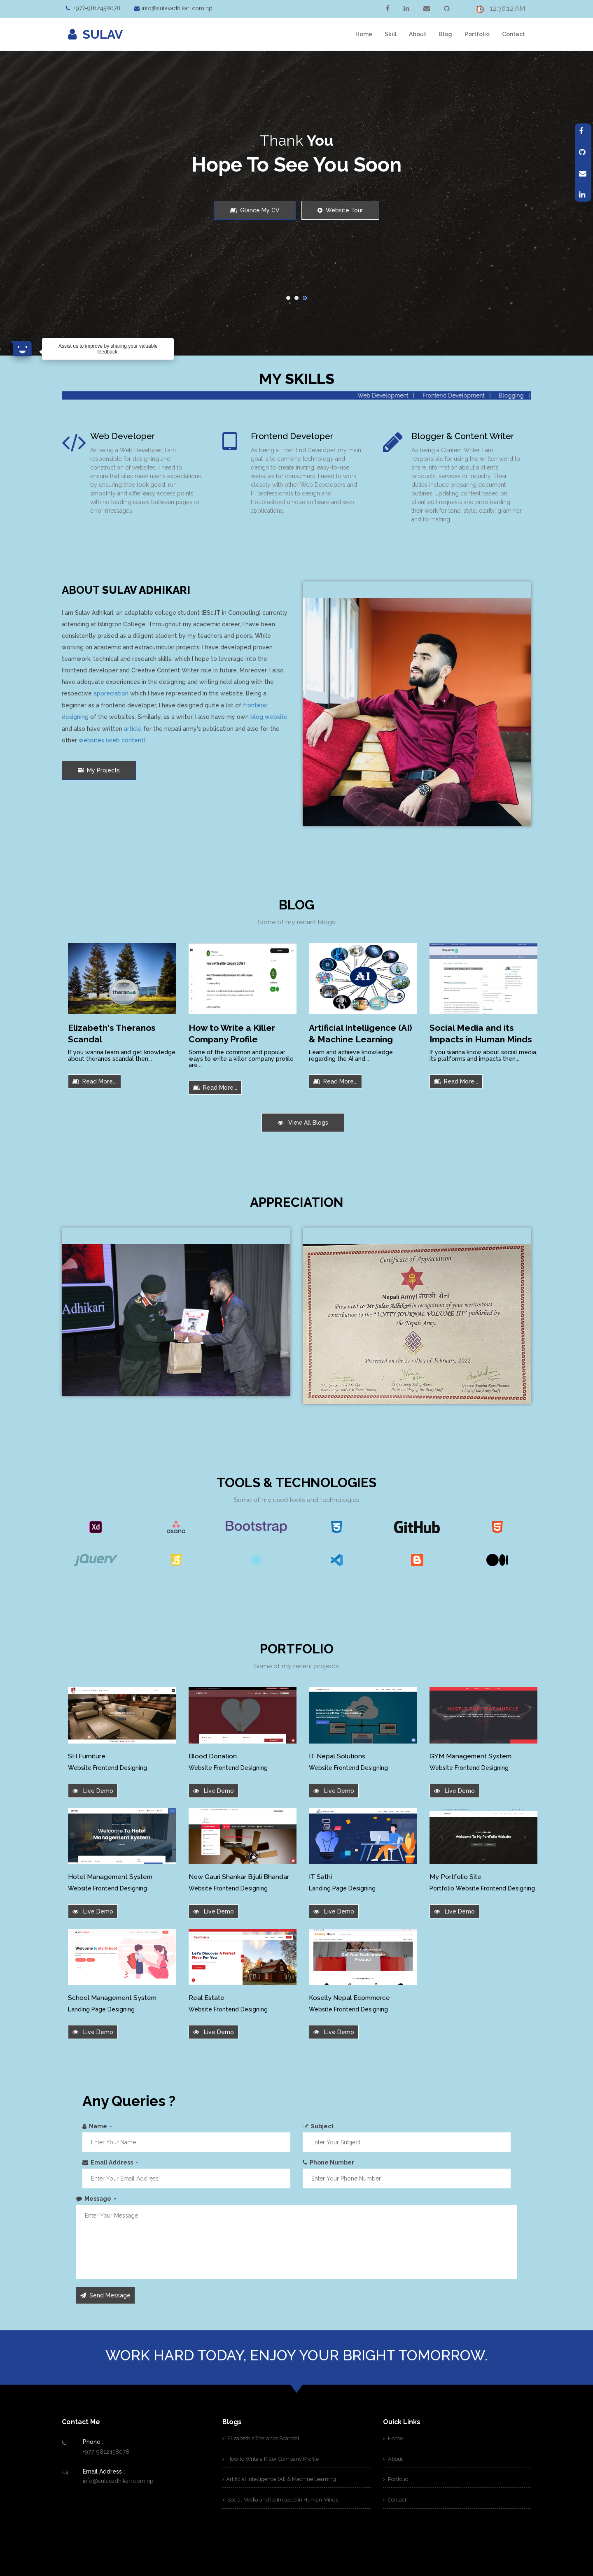 +977-9812458078 info@sulavadhikari.com.np 12:36:12:AM
SULAV Home Skill About Blog Portfolio Contact
Thank You
Hope To See You Soon
Glance My CV Website Tour
Assist us to improve by sharing your valuable
feedback.
MY SKILLS
Web Development | Frontend Development | Blogging |
Web Developer
As being a Web Developer, I am
responsible for designing and
construction of websites. I need to
ensure that sites meet user's expectations
by ensuring they look good, run
smoothly and offer easy access points
with no loading issues between pages or
error messages.
Frontend Developer
As being a Front End Developer, my main
goal is to combine technology and
design to create inviting, easy-to-use
websites for consumers. I need to work
closely with other Web Developers and
IT professionals to design and
troubleshoot unique software and web
applications.
Blogger & Content Writer
As being a Content Writer, I am
responsible for using the written word to
share information about a client's
products, services or industry. Their
duties include preparing document
outlines, updating content based on
client edit requests and proofreading
their work for tone, style, clarity, grammar
and formatting.
ABOUT SULAV ADHIKARI
I am Sulav Adhikari, an adaptable college student (BSc.IT in Computing) currently
attending at Islington College. Throughout my academic career, I have been
consistently praised as a diligent student by my teachers and peers. While
working on academic and extracurricular projects, I have developed proven
teamwork, technical and research skills, which I hope to leverage into the
Frontend developer and Creative Content Writer role in future. Moreover, I also
have adequate experiences in the designing and writing field along with the
respective appreciation which I have represented in this website. Being a
beginner as a frontend developer, I have designed quite a lot of frontend
designing of the websites. Similarly, as a writer, I also have my own blog website
and also have written article for the nepali army's publication and also for the
other websites (web content).
My Projects
BLOG
Some of my recent blogs
theranos
AI
Elizabeth's Theranos
Scandal
If you wanna learn and get knowledge
about theranos scandal then...
Read More...
How to Write a Killer
Company Profile
Some of the common and popular
ways to write a killer company profile
are...
Read More...
Artificial Intelligence (AI)
& Machine Learning
Learn and achieve knowledge
regarding the AI and...
Read More...
Social Media and its
Impacts in Human Minds
If you wanna know about social media,
its platforms and impacts then...
Read More...
View All Blogs
APPRECIATION
Adhikari
Certificate of Appreciation
Nepali Army | नेपाली सेना
Presented to Mr Sulav Adhikari in recognition of your meritorious
contribution to the "UNITY JOURNAL VOLUME III" published by
the Nepali Army.
Presented on the 27th Day of February, 2022
TOOLS & TECHNOLOGIES
Some of my used tools and technologies
Xd asana Bootstrap 3 GitHub 5
jQuery JS
PORTFOLIO
Some of my recent projects
HUSTLE FOR THAT MUSCLE
SH Furniture
Website Frontend Designing
Live Demo
Blood Donation
Website Frontend Designing
Live Demo
IT Nepal Solutions
Website Frontend Designing
Live Demo
GYM Management System
Website Frontend Designing
Live Demo
Welcome To Hotel
Management System
Welcome To My Portfolio Website
Hotel Management System
Website Frontend Designing
Live Demo
New Gauri Shankar Bijuli Bhandar
Website Frontend Designing
Live Demo
IT Sathi
Landing Page Designing
Live Demo
My Portfolio Site
Portfolio Website Frontend Designing
Live Demo
Welcome to My School
Let's Discover A Perfect
Place For You
School Management System
Landing Page Designing
Live Demo
Real Estate
Website Frontend Designing
Live Demo
Koselly Nepal Ecommerce
Website Frontend Designing
Live Demo
Any Queries ?
Name *
Enter Your Name
Subject
Enter Your Subject
Email Address *
Enter Your Email Address
Phone Number
Enter Your Phone Number
Message *
Enter Your Message
Send Message
WORK HARD TODAY, ENJOY YOUR BRIGHT TOMORROW.
Contact Me
Phone :
+977-9812458078
Email Address :
info@sulavadhikari.com.np
Blogs
Elizabeth's Theranos Scandal
How to Write a Killer Company Profile
Artificial Intelligence (AI) & Machine Learning
Social Media and its Impacts in Human Minds
Quick Links
Home
About
Portfolio
Contact